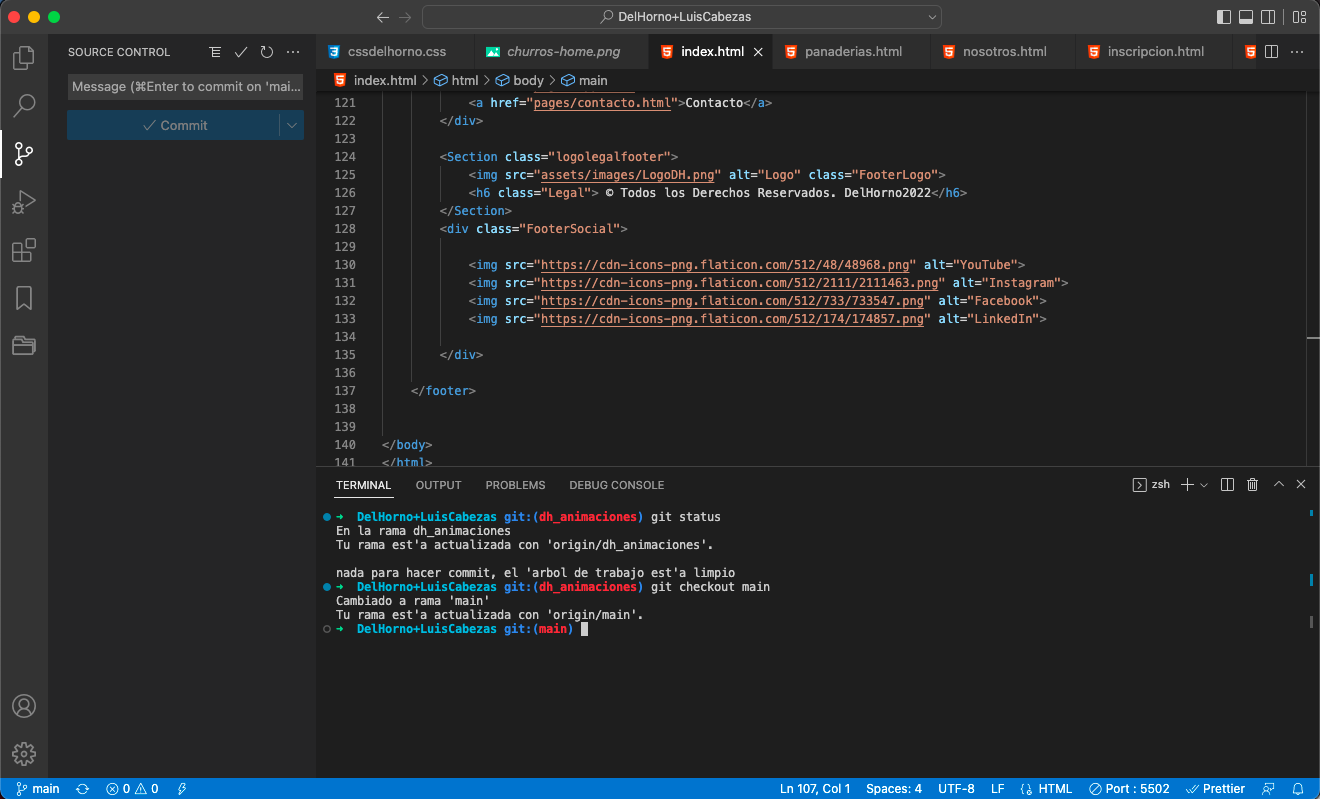 DelHorno+LuisCabezas
SOURCE CONTROL
Message (⌘Enter to commit on 'mai...
Commit
cssdelhorno.css
churros-home.png
index.html
panaderias.html
nosotros.html
inscripcion.html
index.html > html > body > main
121 <a href="pages/contacto.html">Contacto</a>
122 </div>
123
124 <Section class="logolegalfooter">
125 <img src="assets/images/LogoDH.png" alt="Logo" class="FooterLogo">
126 <h6 class="Legal"> © Todos los Derechos Reservados. DelHorno2022</h6>
127 </Section>
128 <div class="FooterSocial">
129
130 <img src="https://cdn-icons-png.flaticon.com/512/48/48968.png" alt="YouTube">
131 <img src="https://cdn-icons-png.flaticon.com/512/2111/2111463.png" alt="Instagram">
132 <img src="https://cdn-icons-png.flaticon.com/512/733/733547.png" alt="Facebook">
133 <img src="https://cdn-icons-png.flaticon.com/512/174/174857.png" alt="LinkedIn">
134
135 </div>
136
137 </footer>
138
139
140 </body>
141 </html>
TERMINAL OUTPUT PROBLEMS DEBUG CONSOLE
zsh
➜ DelHorno+LuisCabezas git:(dh_animaciones) git status
En la rama dh_animaciones
Tu rama est'a actualizada con 'origin/dh_animaciones'.
nada para hacer commit, el 'arbol de trabajo est'a limpio
➜ DelHorno+LuisCabezas git:(dh_animaciones) git checkout main
Cambiado a rama 'main'
Tu rama est'a actualizada con 'origin/main'.
➜ DelHorno+LuisCabezas git:(main)
main 0 0 Ln 107, Col 1 Spaces: 4 UTF-8 LF HTML Port : 5502 Prettier